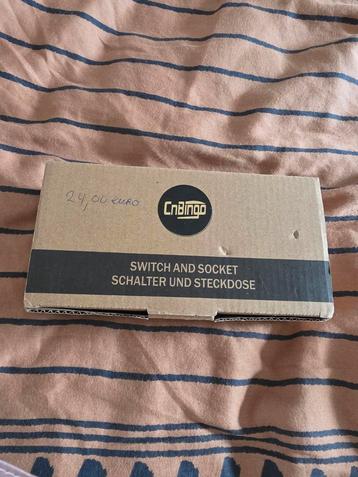 24,00 EURO
CnBingo
SWITCH AND SOCKET
SCHALTER UND STECKDOSE